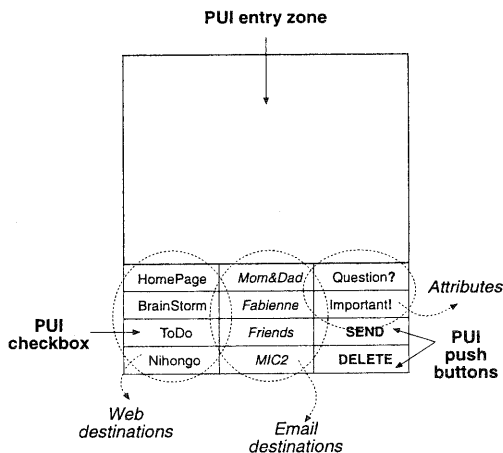 PUI entry zone
HomePage Mom&Dad Question?
BrainStorm Fabienne Important!
ToDo Friends SEND
Nihongo MIC2 DELETE
Attributes
PUI
checkbox
PUI
push
buttons
Web
destinations
Email
destinations